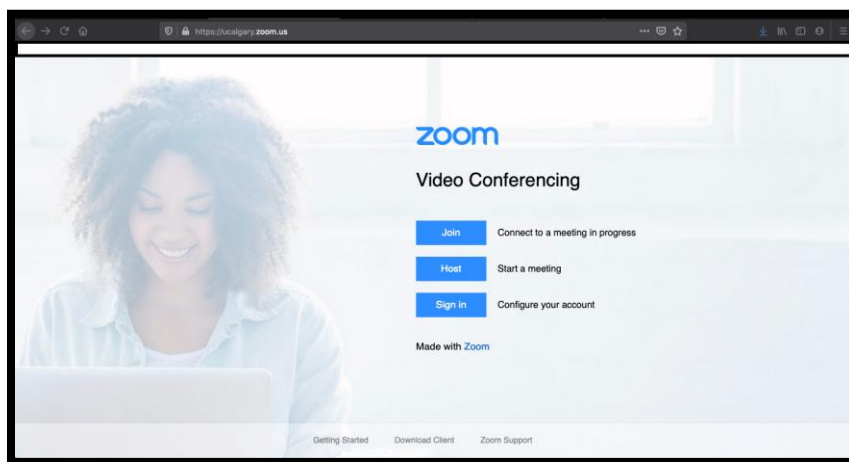 https://ucalgary.zoom.us
zoom
Video Conferencing
Join Connect to a meeting in progress
Host Start a meeting
Sign in Configure your account
Made with Zoom
Getting Started Download Client Zoom Support